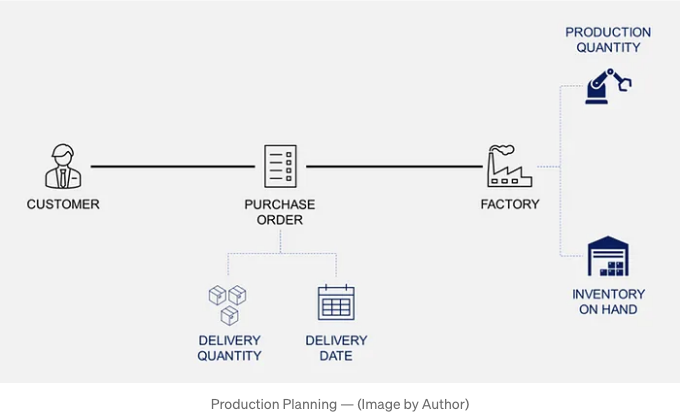 PRODUCTION
QUANTITY
CUSTOMER
PURCHASE
ORDER
FACTORY
DELIVERY
QUANTITY
DELIVERY
DATE
INVENTORY
ON HAND
Production Planning — (Image by Author)